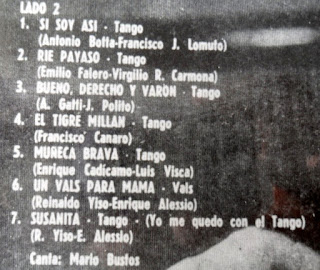 LADO 2
1. SI SOY ASI - Tango
(Antonio Botta-Francisco J. Lomuto)
2. RIE PAYASO - Tango
(Emilio Falero-Virgilio R. Carmona)
3. BUENO, DERECHO Y VARON - Tango
(A. Gatti-J. Polito)
4. EL TIGRE MILLAN - Tango
(Francisco Canaro)
5. MUÑECA BRAVA - Tango
(Enrique Cadícamo-Luis Visca)
6. UN VALS PARA MAMA - Vals
(Reinaldo Yiso-Enrique Alessio)
7. SUSANITA - Tango - (Yo me quedo con el Tango)
(R. Yiso-E. Alessio)
Canta: Mario Bustos